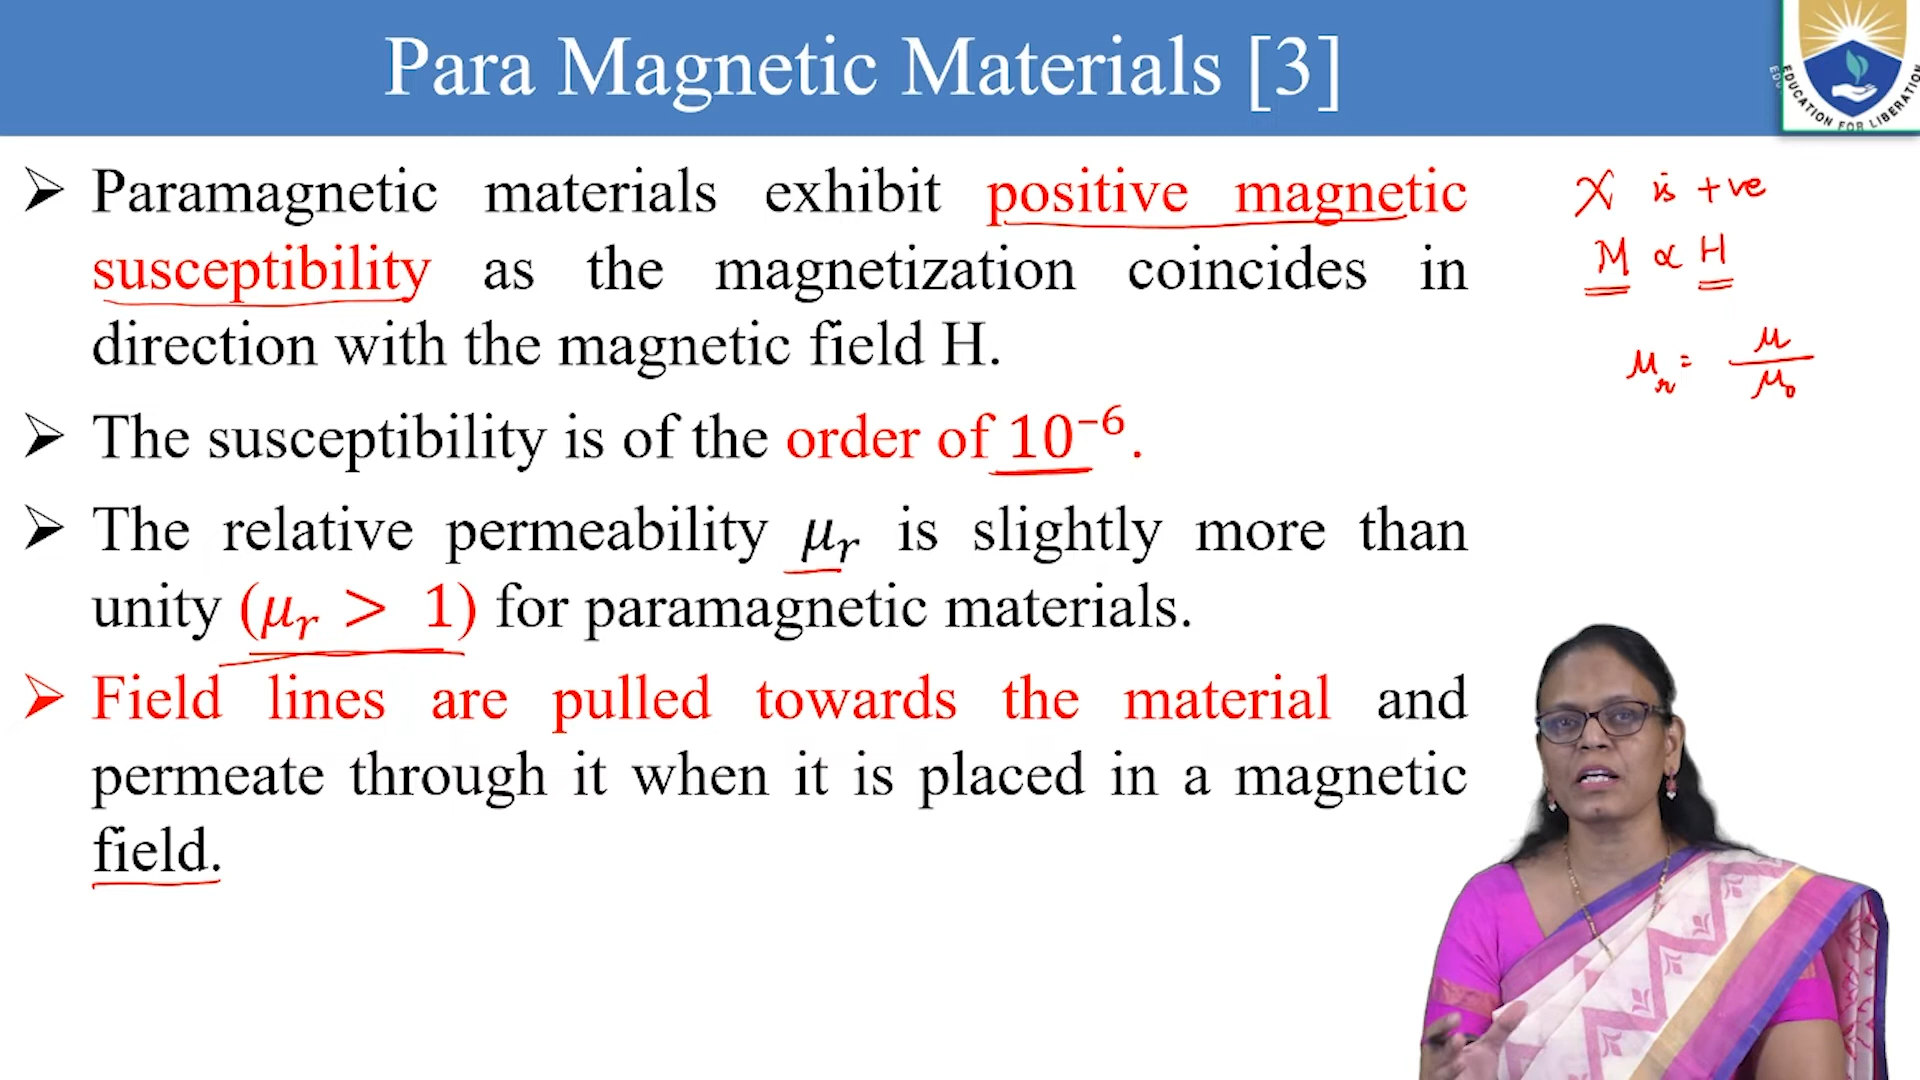 Para Magnetic Materials [3]
EDUCATION FOR LIBERATION
➢ Paramagnetic materials exhibit positive magnetic
susceptibility as the magnetization coincides in
direction with the magnetic field H.
➢ The susceptibility is of the order of 10⁻⁶.
➢ The relative permeability μᵣ is slightly more than
unity (μᵣ > 1) for paramagnetic materials.
➢ Field lines are pulled towards the material and
permeate through it when it is placed in a magnetic
field.
χ is +ve
M ∝ H
μᵣ = μ/μ₀